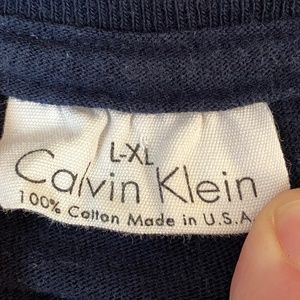 L-XL
Calvin Klein
100% Cotton Made in U.S.A